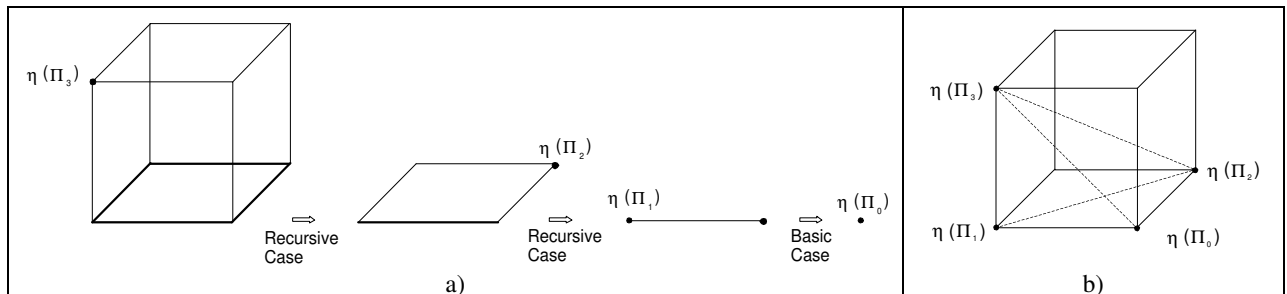 η (Π₃)
η (Π₂)
η (Π₁)
η (Π₀)
Recursive
Case
Recursive
Case
Basic
Case
a)
η (Π₃)
η (Π₂)
η (Π₁)
η (Π₀)
b)